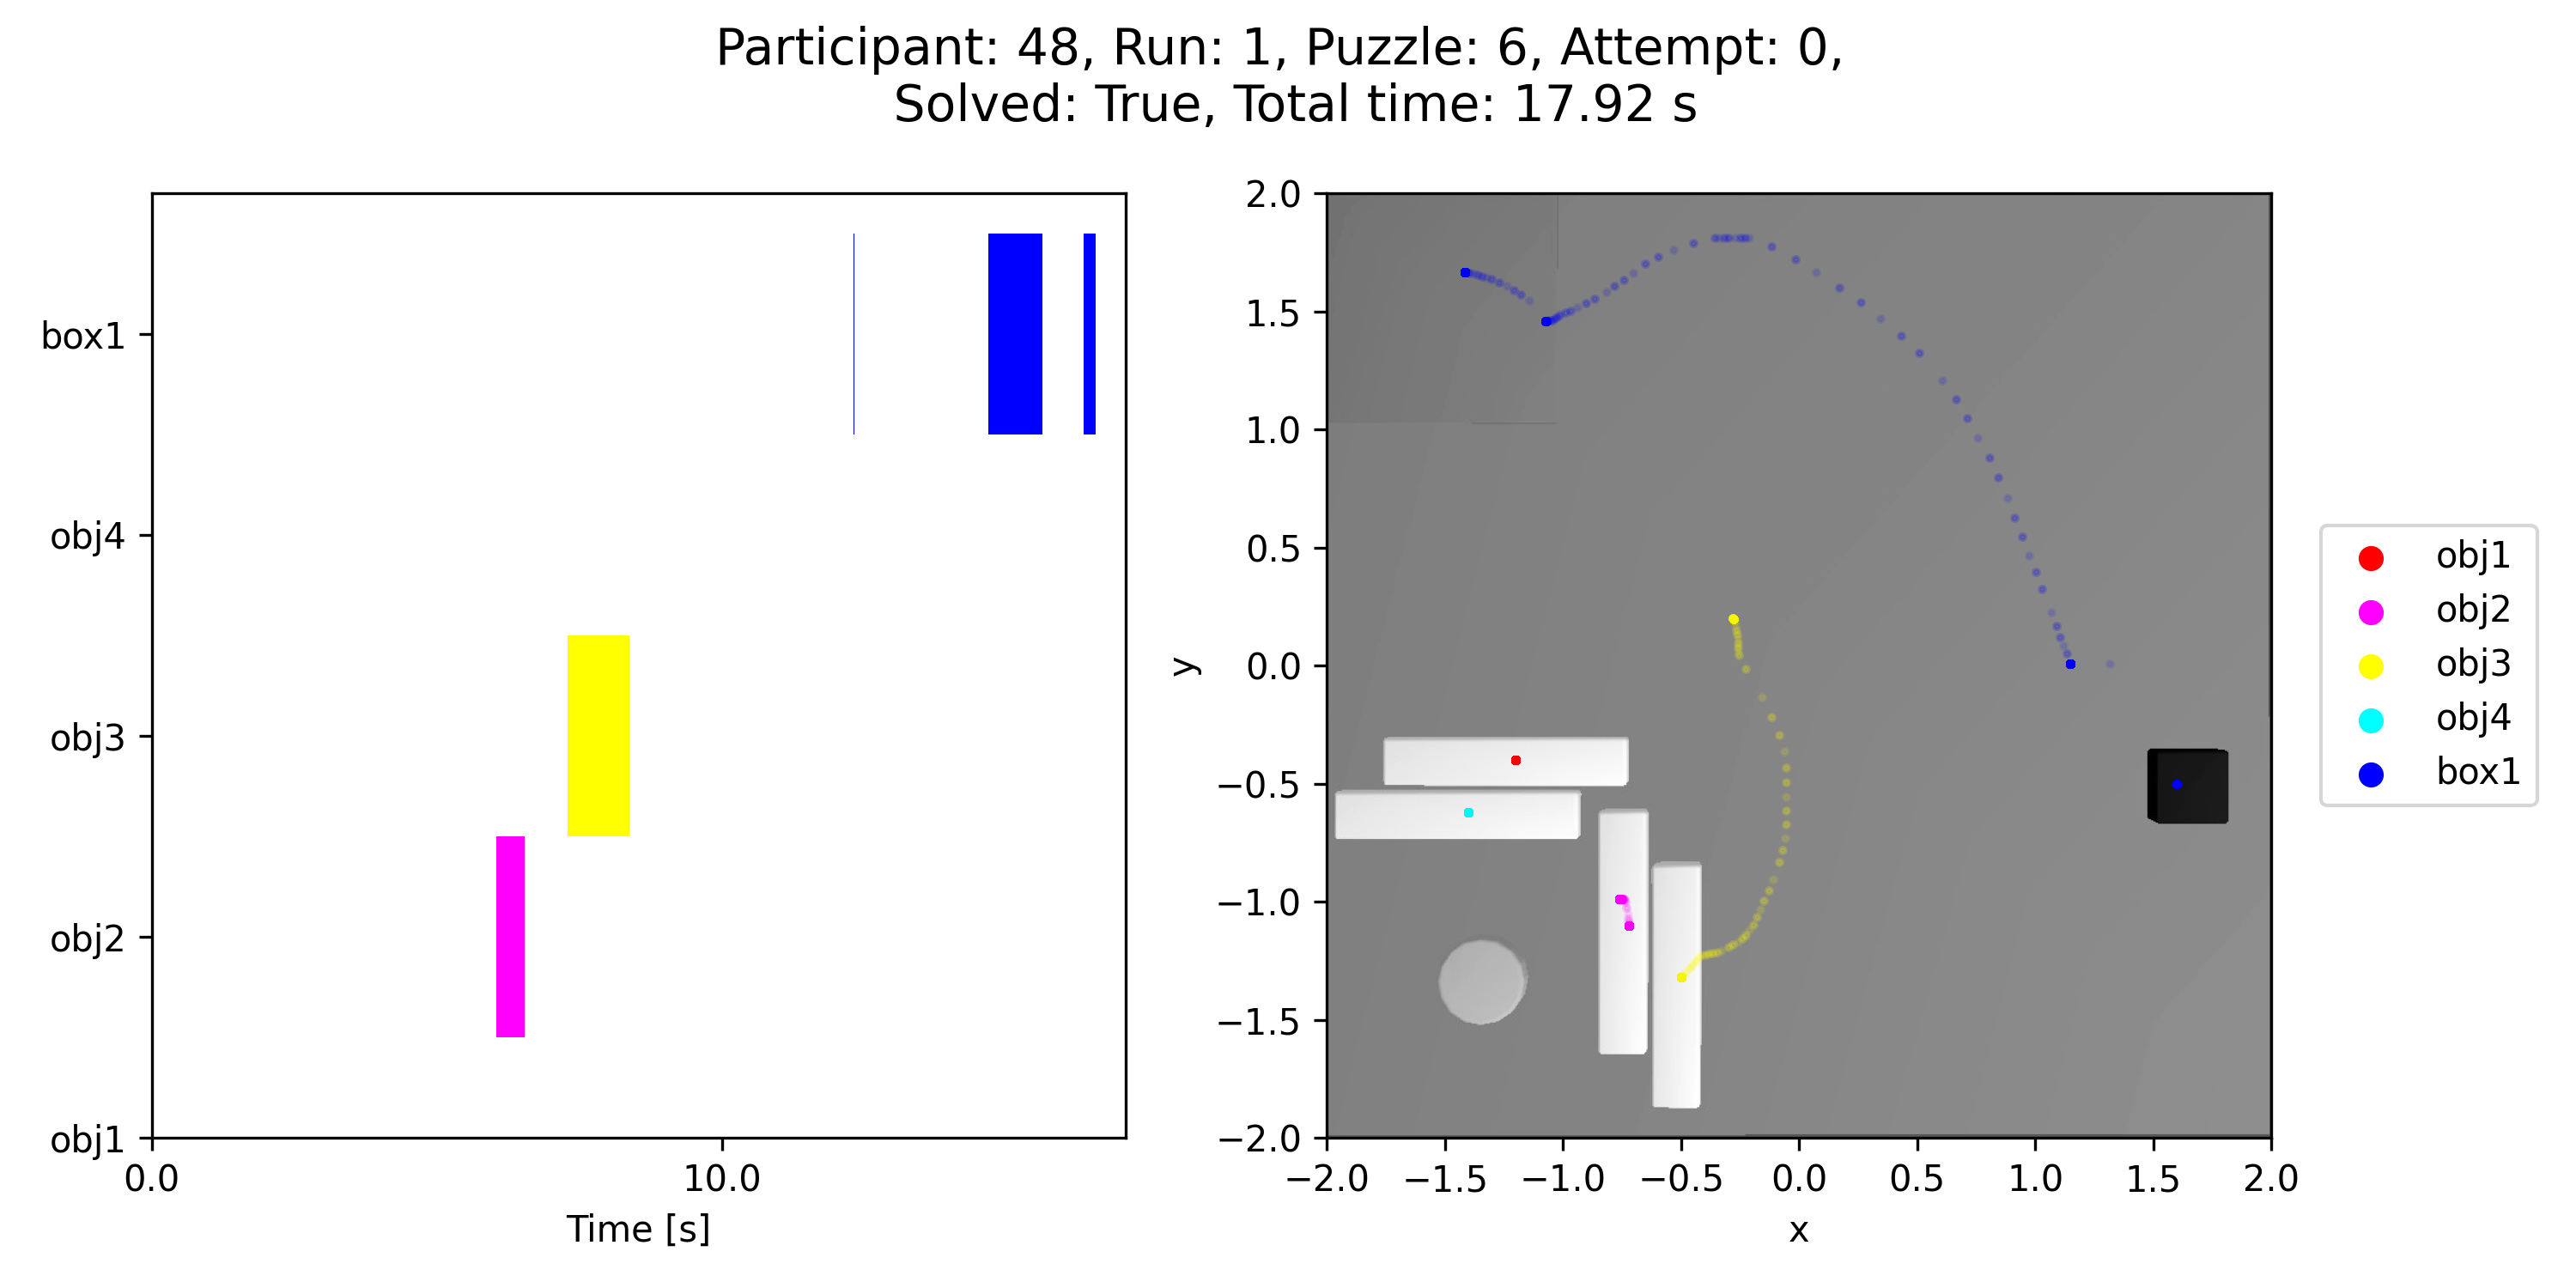 Participant: 48, Run: 1, Puzzle: 6, Attempt: 0,
Solved: True, Total time: 17.92 s
box1
obj4
obj3
obj2
obj1
0.0
10.0
Time [s]
2.0
1.5
1.0
0.5
0.0
−0.5
−1.0
−1.5
−2.0
y
−2.0
−1.5
−1.0
−0.5
0.0
0.5
1.0
1.5
2.0
x
obj1
obj2
obj3
obj4
box1